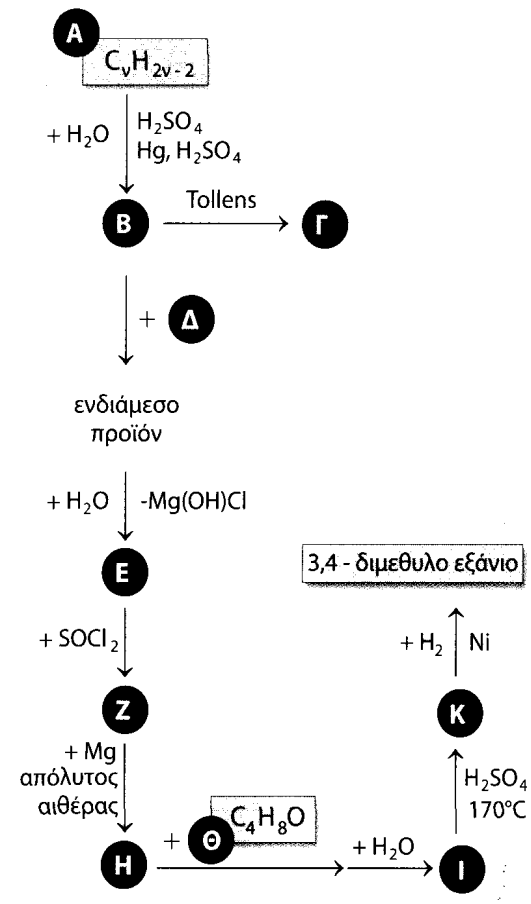 A
CνH2ν-2
+ H2O
H2SO4
Hg, H2SO4
B
Tollens
Γ
+ Δ
ενδιάμεσο
προϊόν
+ H2O
-Mg(OH)Cl
E
3,4 - διμεθυλο εξάνιο
+ SOCl2
+ H2
Ni
Z
K
+ Mg
απόλυτος
αιθέρας
H2SO4
170°C
C4H8O
+ Θ
+ H2O
H
I